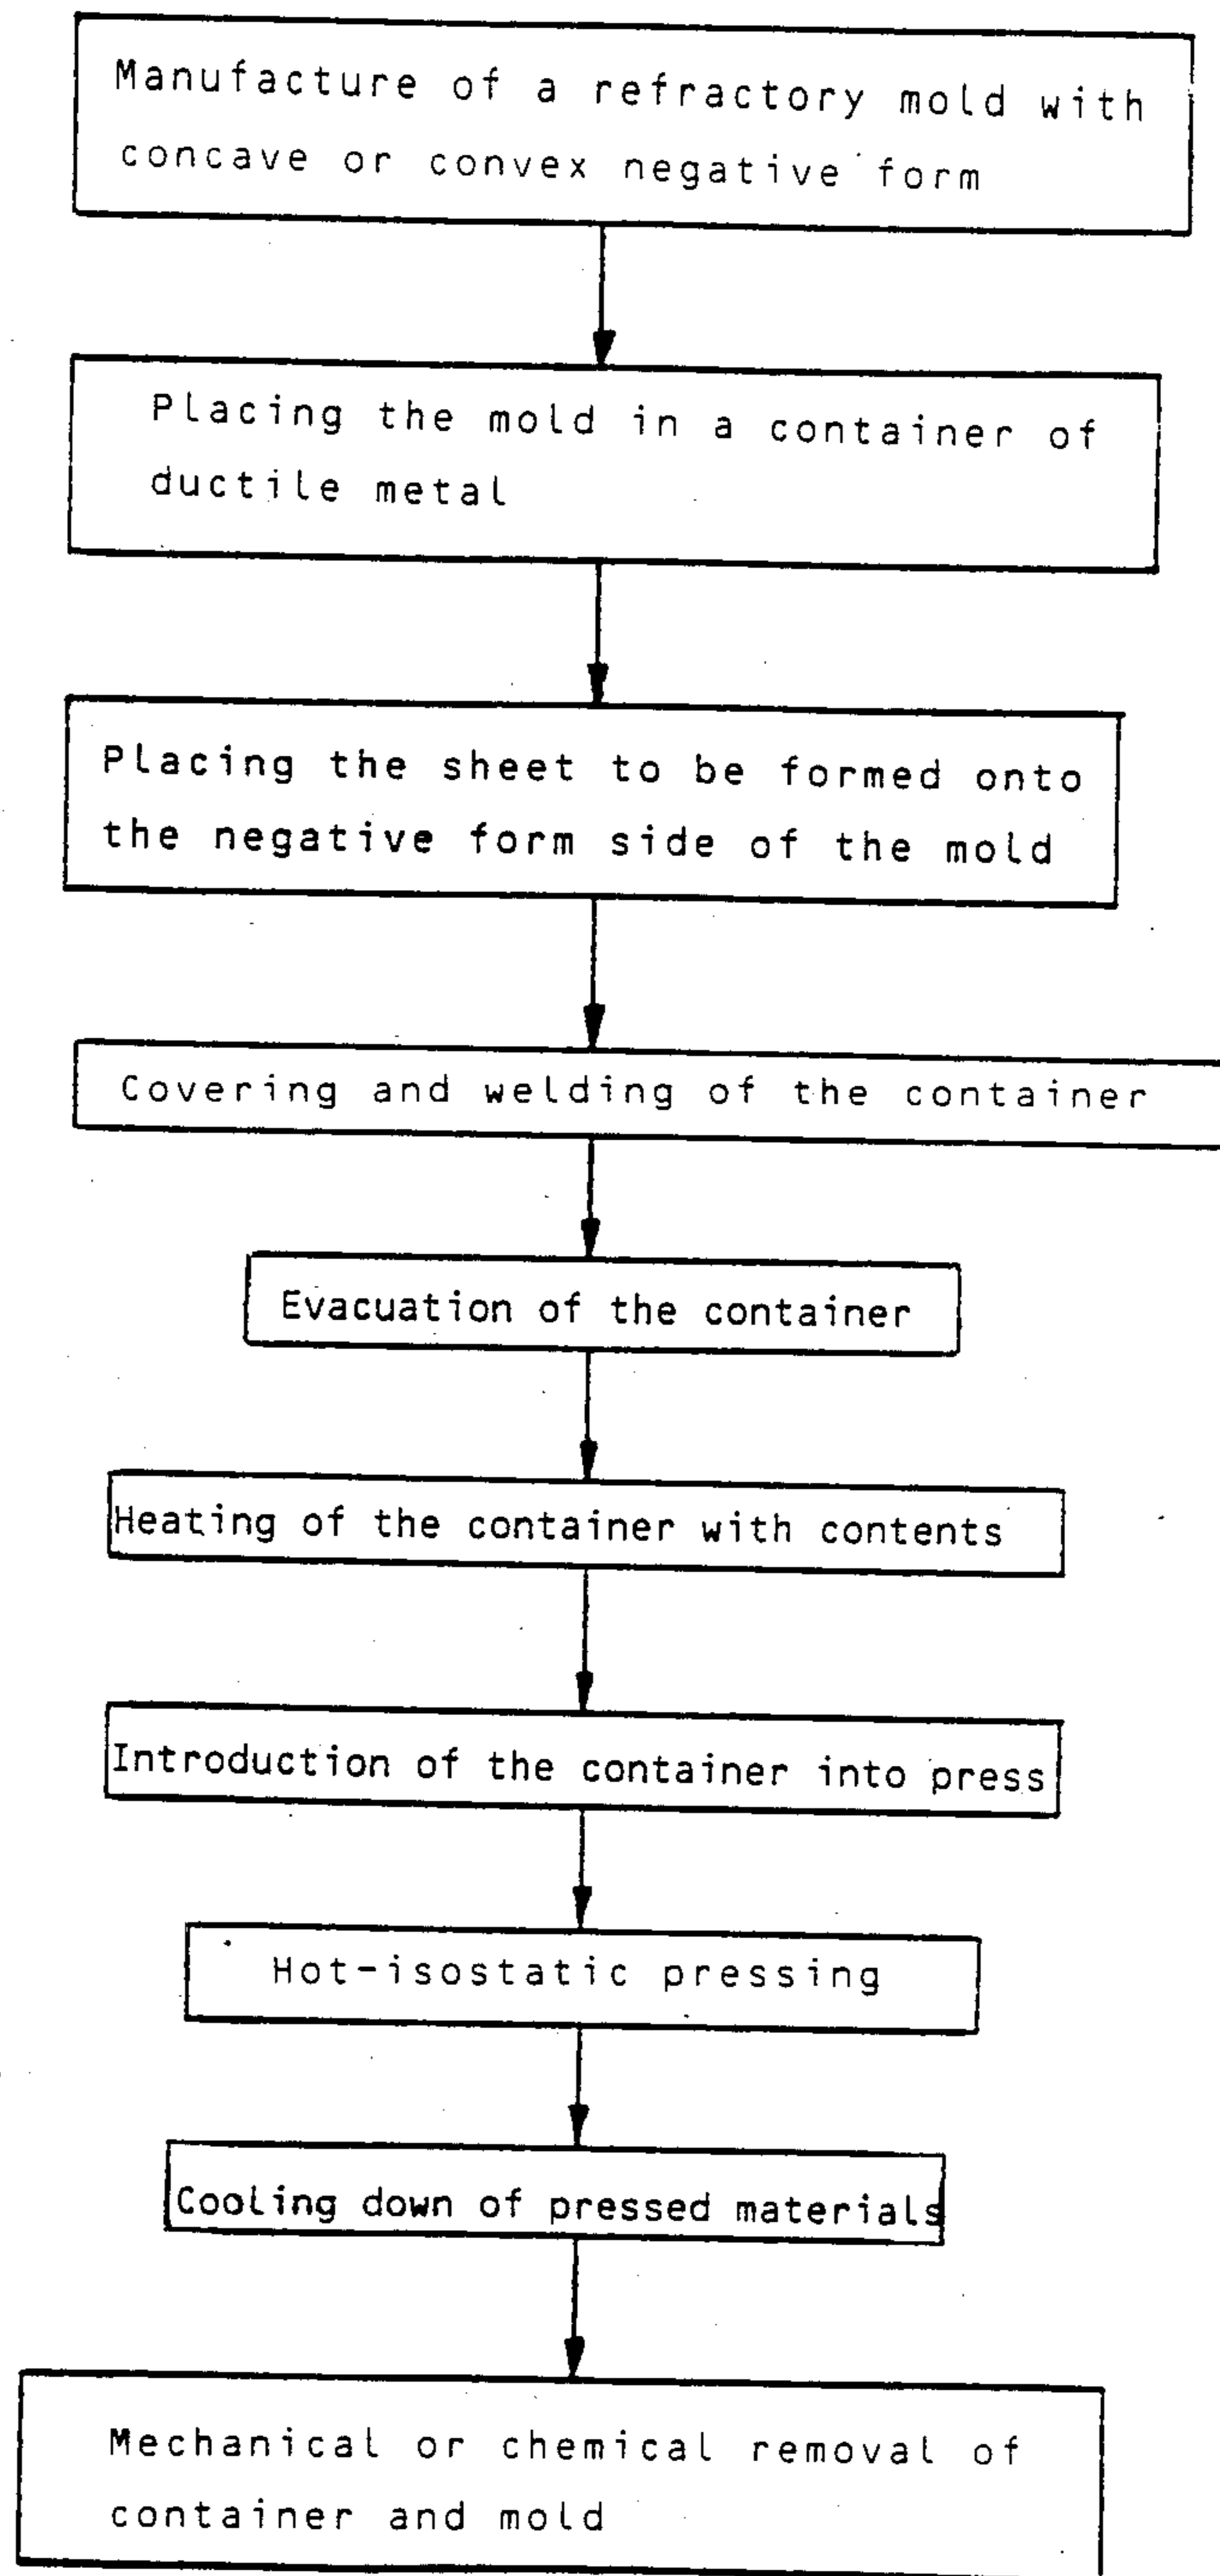 Manufacture of a refractory mold with
concave or convex negative form
Placing the mold in a container of
ductile metal
Placing the sheet to be formed onto
the negative form side of the mold
Covering and welding of the container
Evacuation of the container
Heating of the container with contents
Introduction of the container into press
Hot-isostatic pressing
Cooling down of pressed materials
Mechanical or chemical removal of
container and mold